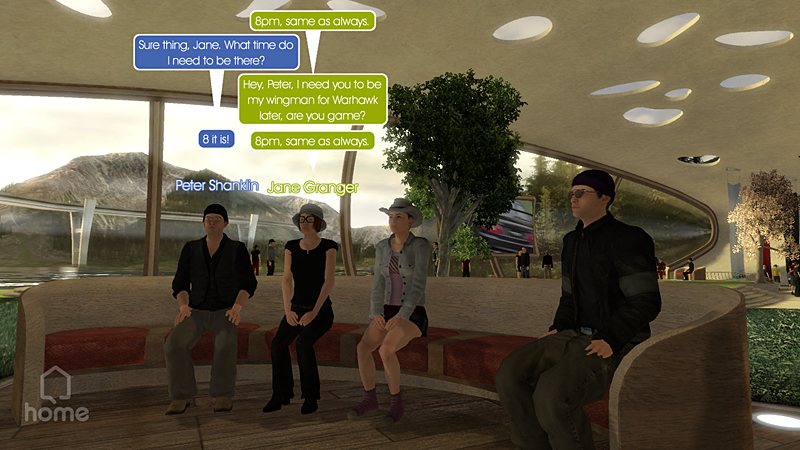 8pm, same as always.
Sure thing, Jane. What time do
I need to be there?
Hey, Peter, I need you to be
my wingman for Warhawk
later, are you game?
8 it is!
8pm, same as always.
Peter Shanklin
Jane Granger
home